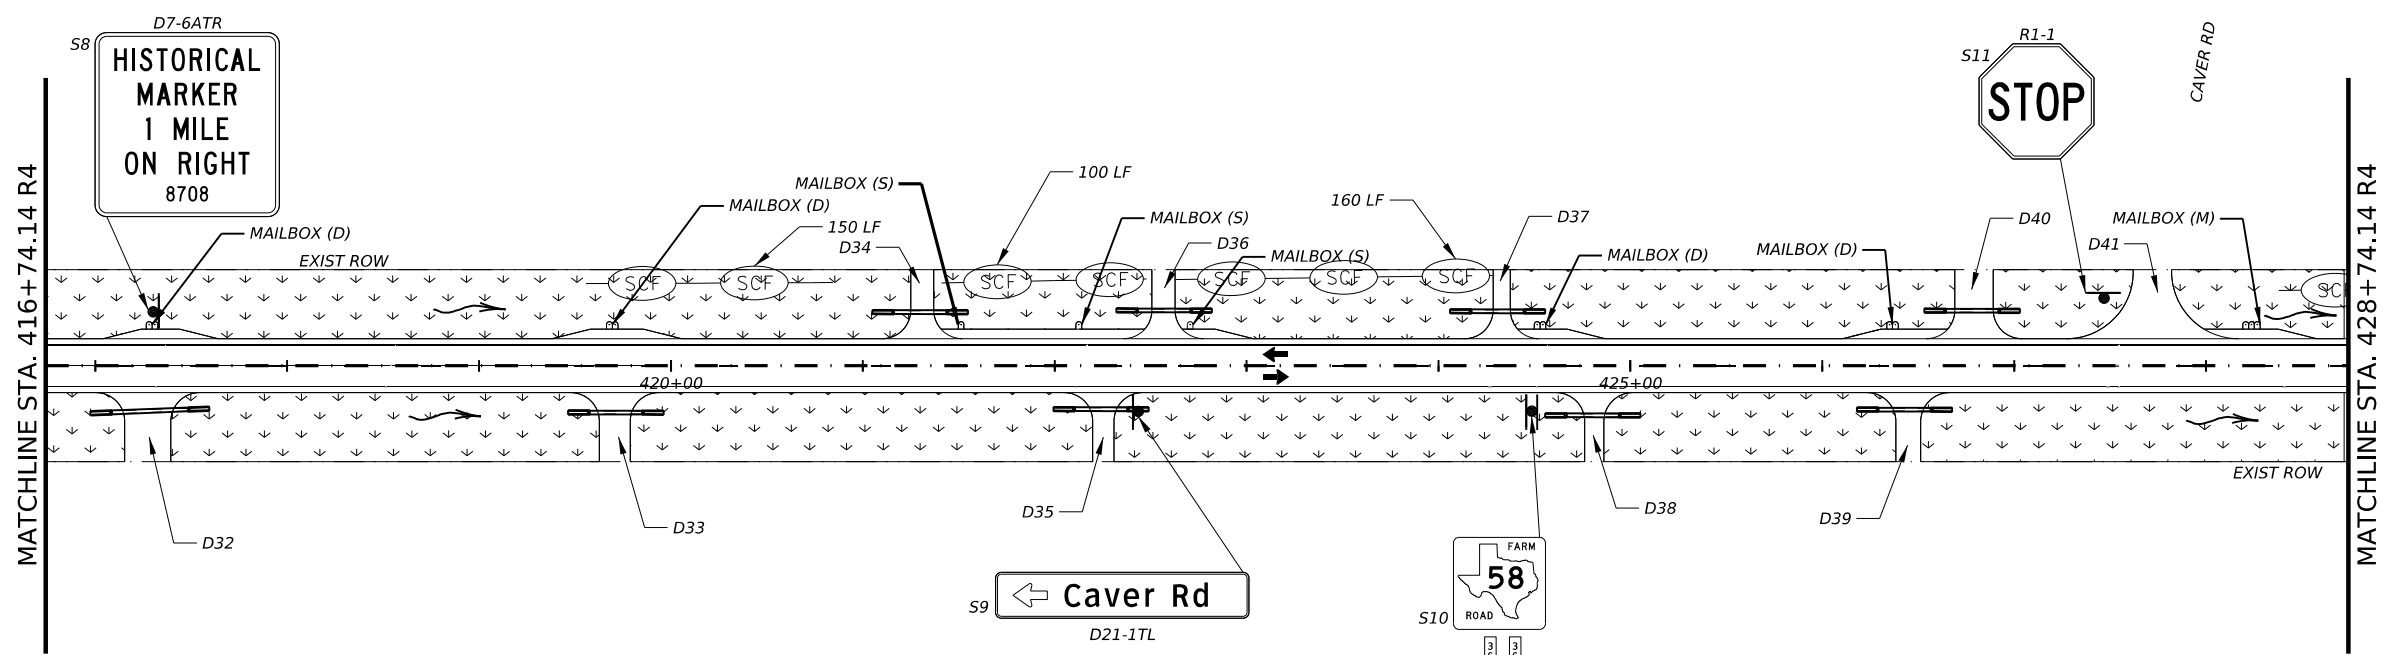 D7-6ATR
S8
HISTORICAL
MARKER
1 MILE
ON RIGHT
8708
R1-1
S11
STOP
CAVER RD
MATCHLINE STA. 416+74.14 R4
MATCHLINE STA. 428+74.14 R4
MAILBOX (D)
EXIST ROW
MAILBOX (S)
MAILBOX (D)
150 LF
D34
100 LF
MAILBOX (S)
D36
MAILBOX (S)
160 LF
D37
MAILBOX (D)
MAILBOX (D)
D40
MAILBOX (M)
D41
SCF
SCF
SCF
SCF
SCF
SCF
SCF
420+00
425+00
EXIST ROW
D32
D33
D35
D38
D39
S9
Caver Rd
D21-1TL
FARM
58
ROAD
S10